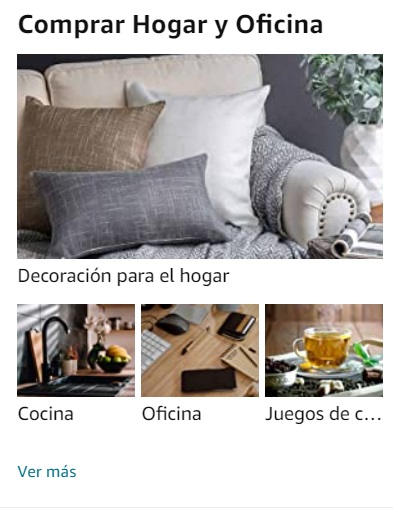 Comprar Hogar y Oficina
Decoración para el hogar
Cocina
Oficina
Juegos de c...
Ver más